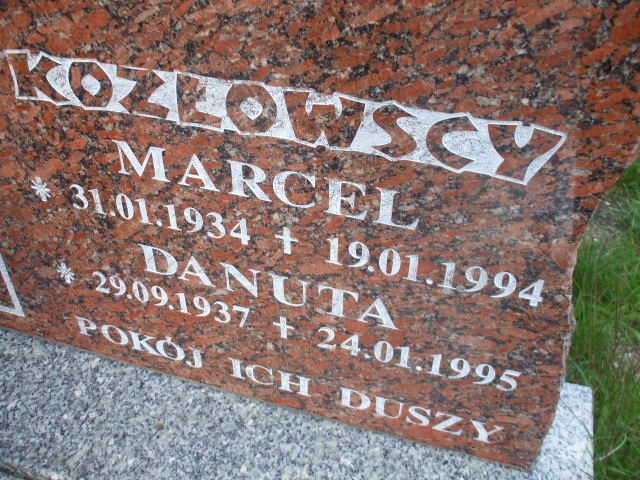 KOZŁOWSCY
MARCEL
* 31.01.1934 + 19.01.1994
DANUTA
* 29.09.1937 + 24.01.1995
POKÓJ ICH DUSZY